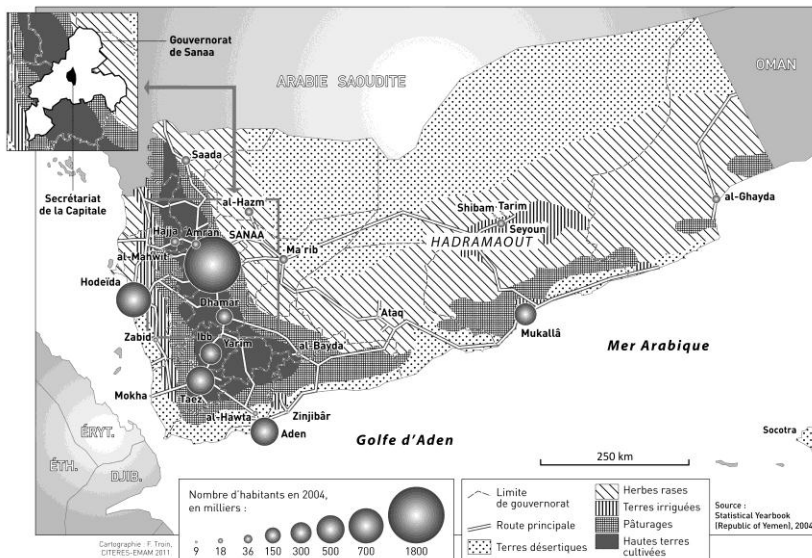 Gouvernorat
de Sanaa
Secrétariat
de la Capitale
ARABIE SAOUDITE
OMAN
Saada
al-Hazm
Hajja
Amran
SANAA
al-Mahwit
Ma'rib
Shibam
Tarim
Seyoun
HADRAMAOUT
al-Ghayda
Hodeïda
Dhamar
Zabid
Ibb
Yarim
Ataq
al-Bayda'
Mukallâ
Mer Arabique
Mokha
Taëz
al-Hawta
Zinjibâr
Aden
Golfe d'Aden
Socotra
ÉRYT.
ÉTH.
DJIB.
250 km
Nombre d'habitants en 2004,
en milliers :
9 18 36 150 300 500 700 1800
Limite
de gouvernorat
Route principale
Terres désertiques
Herbes rases
Terres irriguées
Pâturages
Hautes terres
cultivées
Source :
Statistical Yearbook
(Republic of Yemen), 2004
Cartographie : F. Troin,
CITERES-EMAM 2011